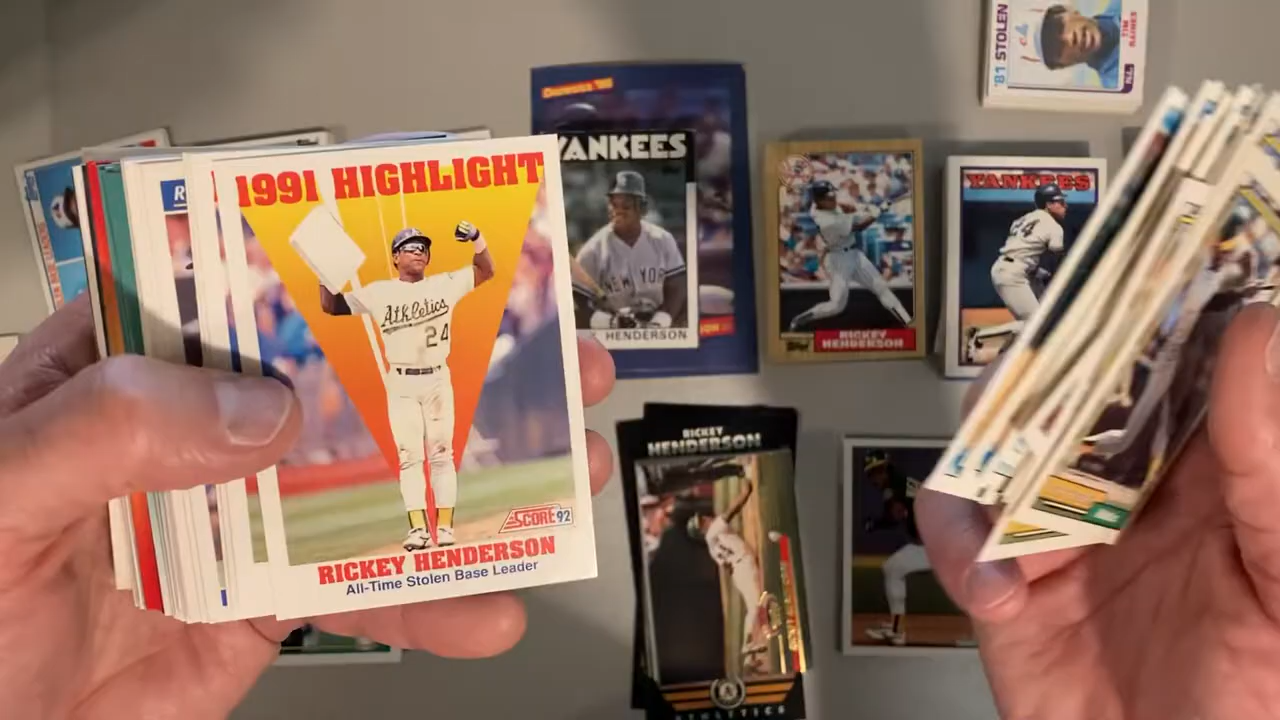 '81 STOLEN
TIM
RAINES
N.L.
Donruss '86
YANKEES
NEW YORK
HENDERSON
RICKEY
HENDERSON
YANKEES
24
1991 HIGHLIGHT
Athletics
24
SCORE 92
RICKEY HENDERSON
All-Time Stolen Base Leader
R
RICKEY
HENDERSON
ATHLETICS